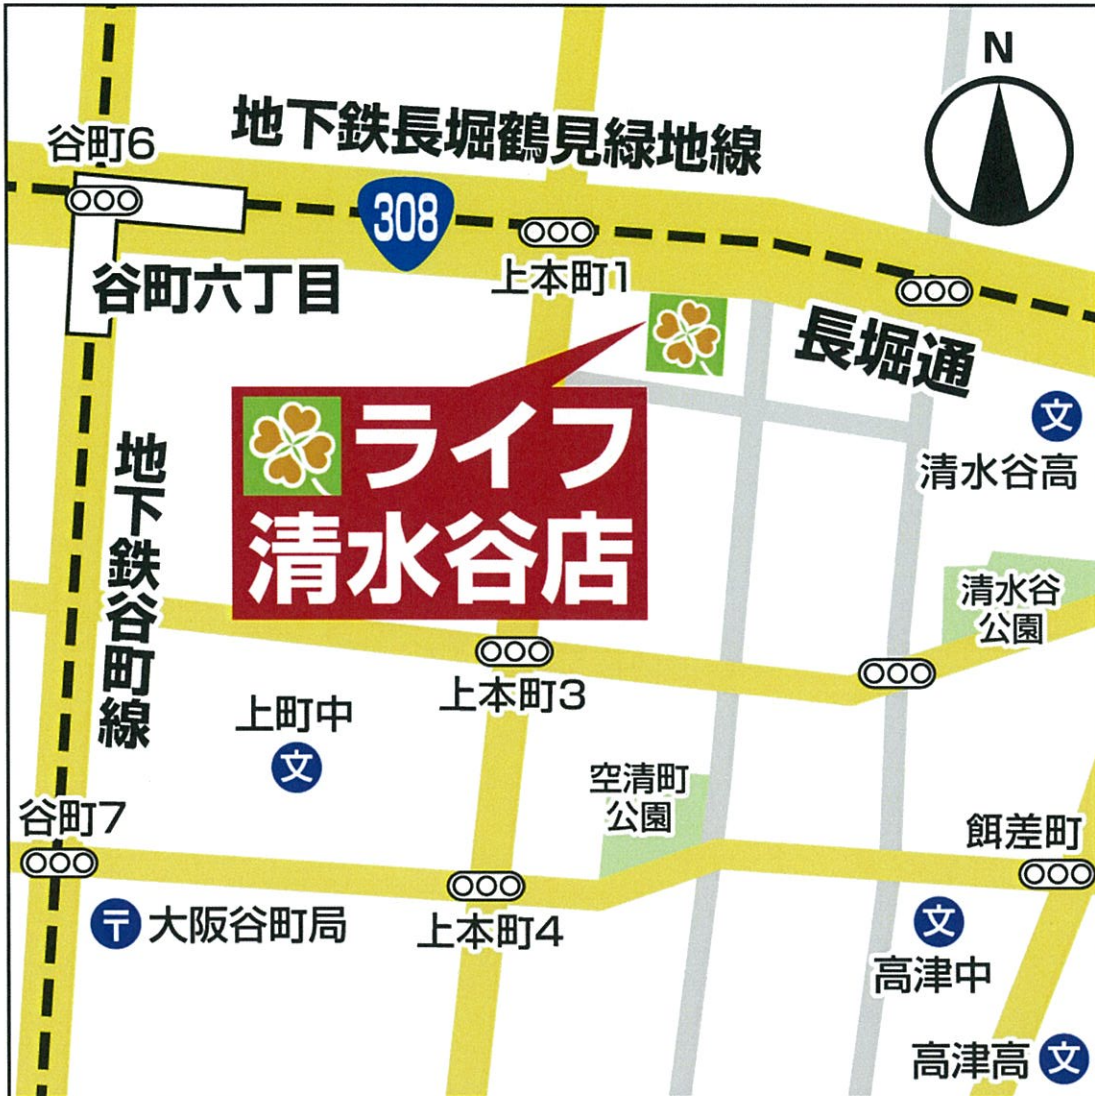 N
地下鉄長堀鶴見緑地線
谷町6
308
上本町1
谷町六丁目
長堀通
文
清水谷高
ライフ
清水谷店
地下鉄谷町線
清水谷
公園
上本町3
上町中
文
空清町
公園
谷町7
餌差町
〒 大阪谷町局
上本町4
文
高津中
高津高 文